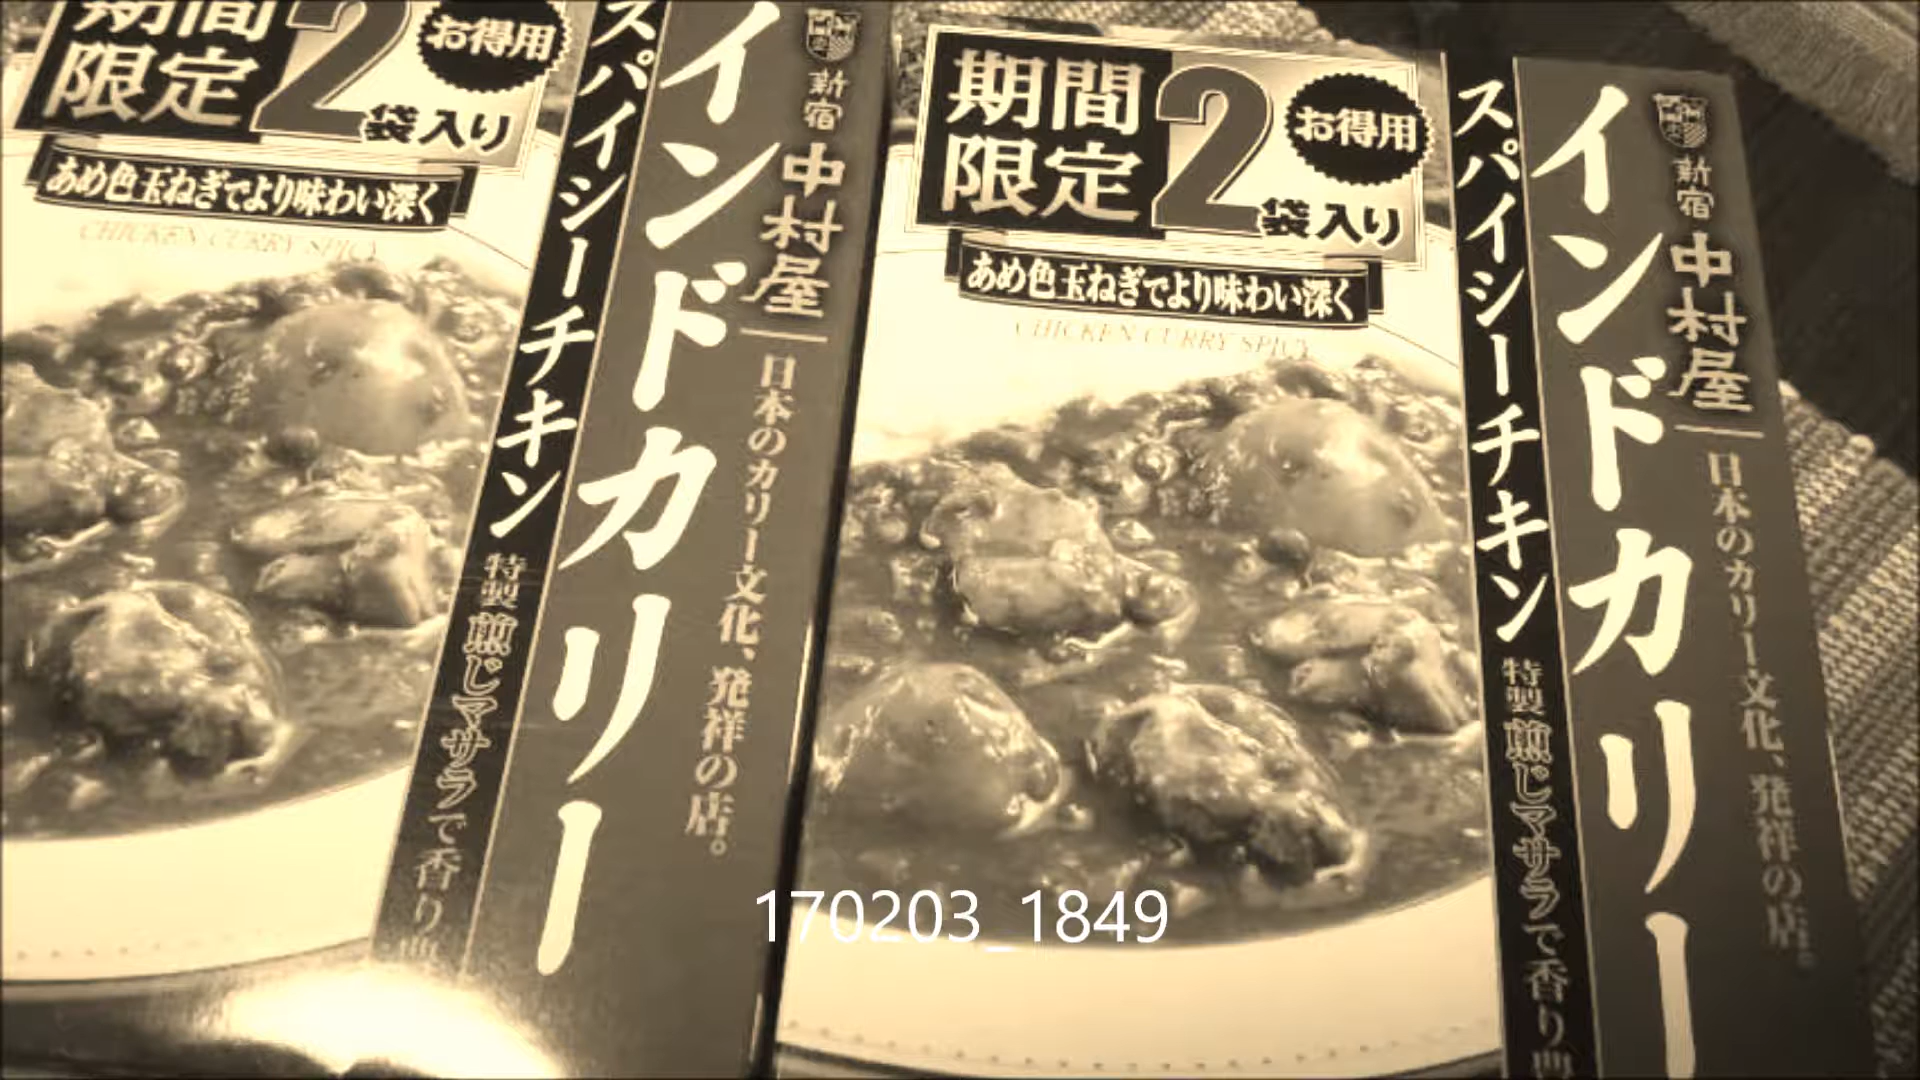 期間
限定
2
袋入り
お得用
あめ色玉ねぎでより味わい深く
CHICKEN CURRY SPICY
スパイシーチキン
特製 煎じマサラで香り
インドカリー
新宿
中村屋
日本のカリー文化、発祥の店。
期間
限定
2
袋入り
お得用
あめ色玉ねぎでより味わい深く
CHICKEN CURRY SPICY
スパイシーチキン
特製 煎じマサラで香り
インドカリー
新宿
中村屋
日本のカリー文化、発祥の店。
170203_1849